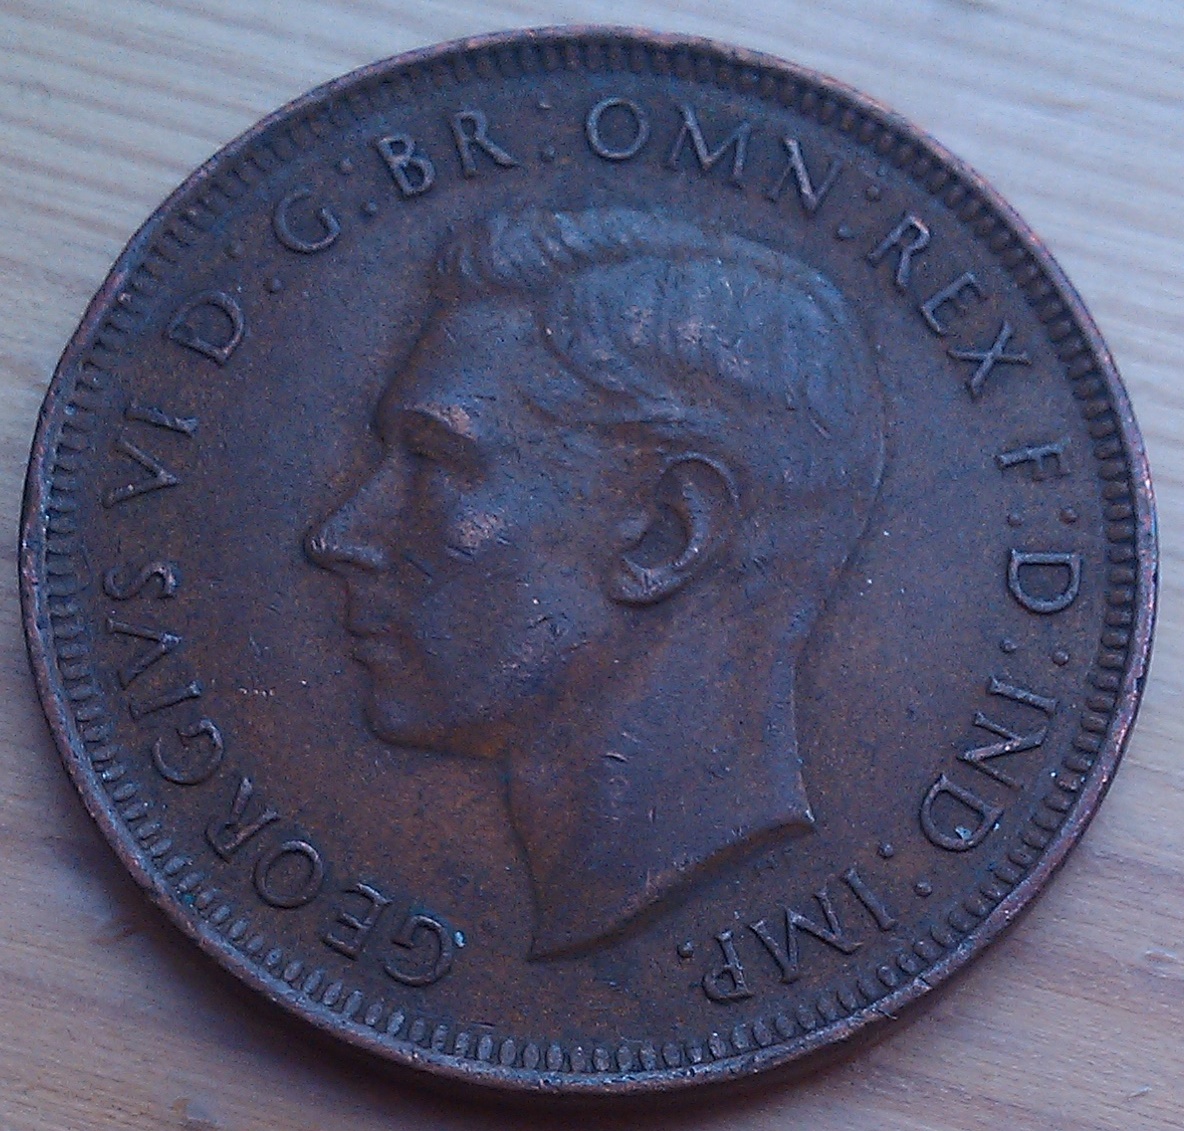 GEORGIVS VI D : G : BR : OMN : REX F : D : IND : IMP :